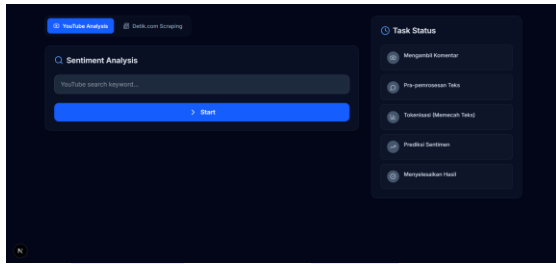 YouTube Analysis
Detik.com Scraping
Sentiment Analysis
YouTube search keyword...
Start
Task Status
Mengambil Komentar
Pra-pemrosesan Teks
Tokenisasi (Memecah Teks)
Prediksi Sentimen
Menyelesaikan Hasil
N